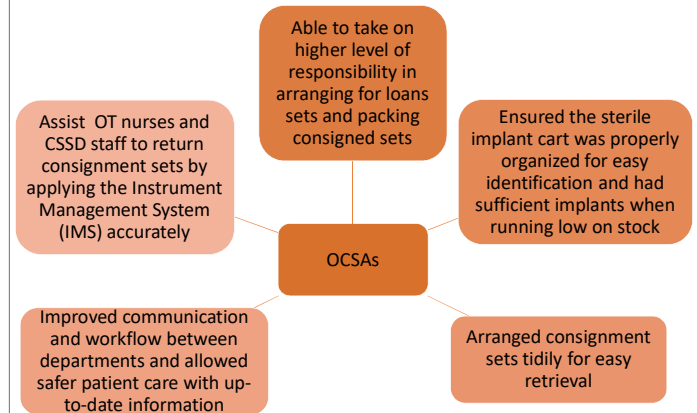 Able to take on
higher level of
responsibility in
arranging for loans
sets and packing
consigned sets
Assist OT nurses and
CSSD staff to return
consignment sets by
applying the Instrument
Management System
(IMS) accurately
Ensured the sterile
implant cart was properly
organized for easy
identification and had
sufficient implants when
running low on stock
OCSAs
Improved communication
and workflow between
departments and allowed
safer patient care with up-
to-date information
Arranged consignment
sets tidily for easy
retrieval